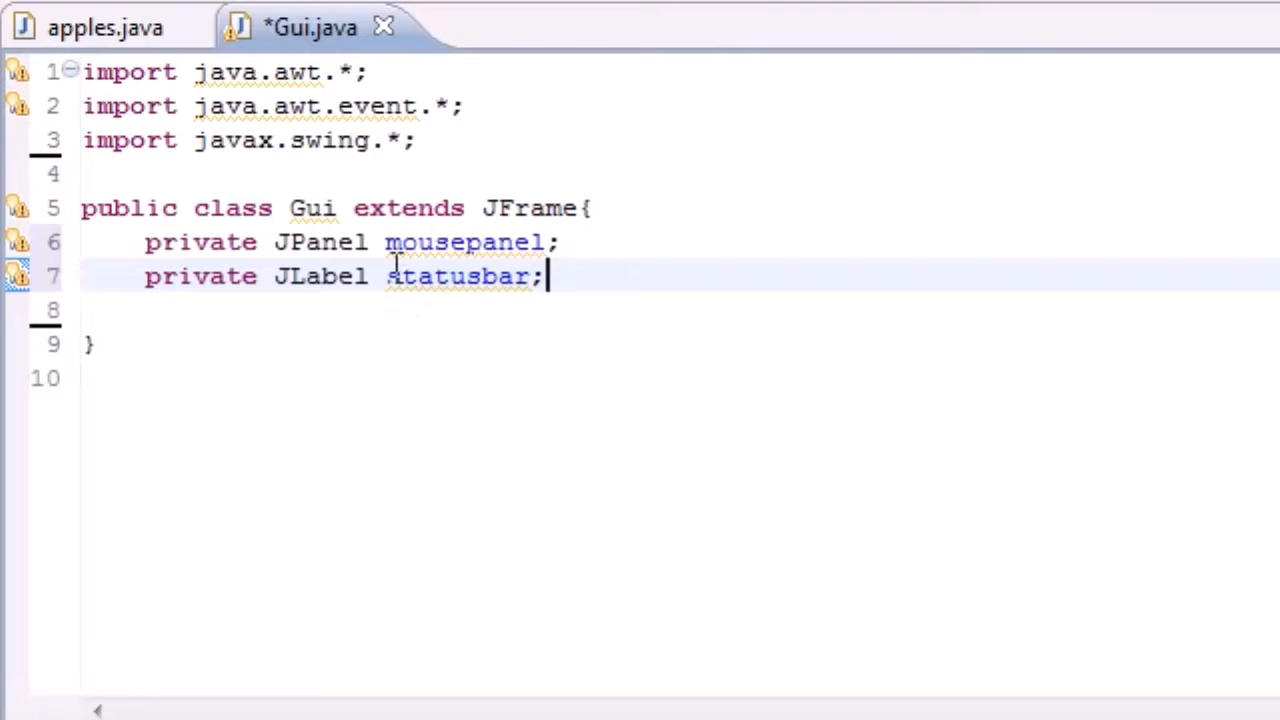 apples.java
*Gui.java
1 import java.awt.*;
2 import java.awt.event.*;
3 import javax.swing.*;
4
5 public class Gui extends JFrame{
6 private JPanel mousepanel;
7 private JLabel statusbar;
8
9 }
10